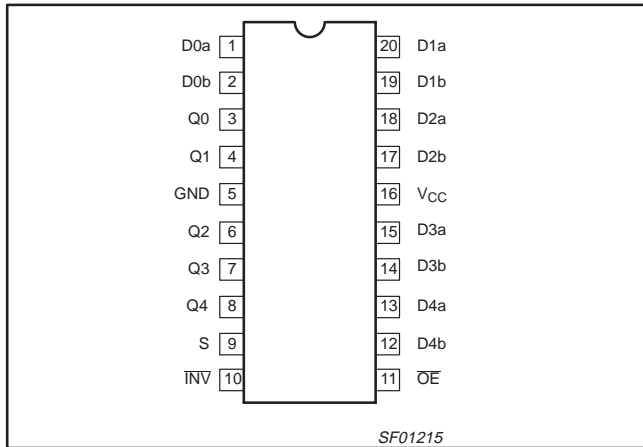 D0a 1 20 D1a
D0b 2 19 D1b
Q0 3 18 D2a
Q1 4 17 D2b
GND 5 16 VCC
Q2 6 15 D3a
Q3 7 14 D3b
Q4 8 13 D4a
S 9 12 D4b
INV 10 11 OE
SF01215